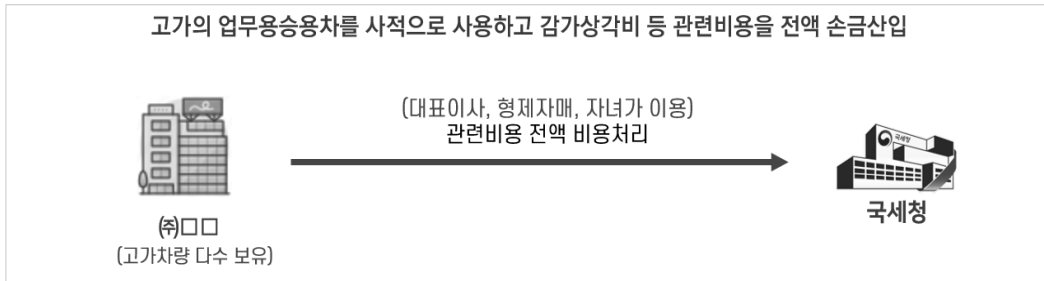 고가의 업무용승용차를 사적으로 사용하고 감가상각비 등 관련비용을 전액 손금산입
(대표이사, 형제자매, 자녀가 이용)
관련비용 전액 비용처리
국세청
㈜□□
(고가차량 다수 보유)
국세청